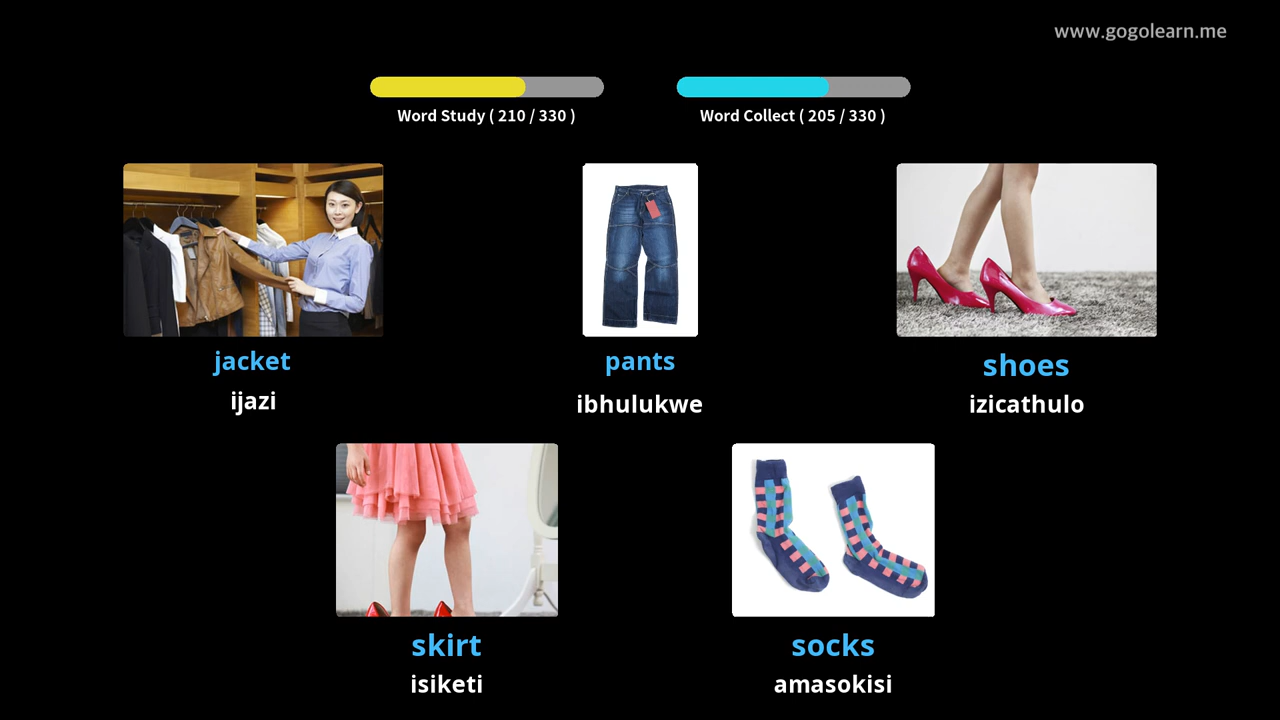 www.gogolearn.me
Word Study ( 210 / 330 )
Word Collect ( 205 / 330 )
jacket
ijazi
pants
ibhulukwe
shoes
izicathulo
skirt
isiketi
socks
amasokisi